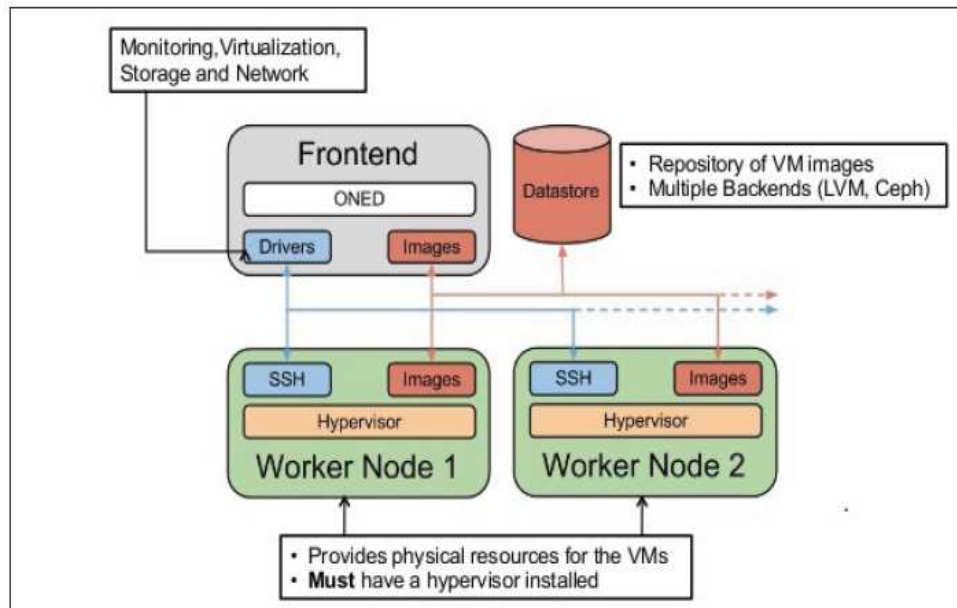 Monitoring,Virtualization,
Storage and Network
Frontend
ONED
Drivers
Images
Datastore
• Repository of VM images
• Multiple Backends (LVM, Ceph)
SSH
Images
Hypervisor
Worker Node 1
SSH
Images
Hypervisor
Worker Node 2
• Provides physical resources for the VMs
• Must have a hypervisor installed